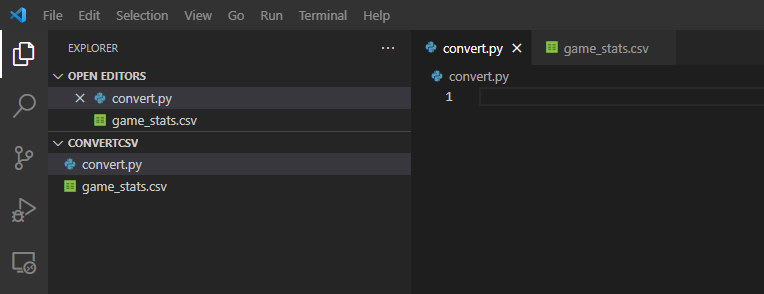 File Edit Selection View Go Run Terminal Help
EXPLORER
OPEN EDITORS
convert.py
game_stats.csv
CONVERTCSV
convert.py
game_stats.csv
convert.py game_stats.csv
convert.py
1